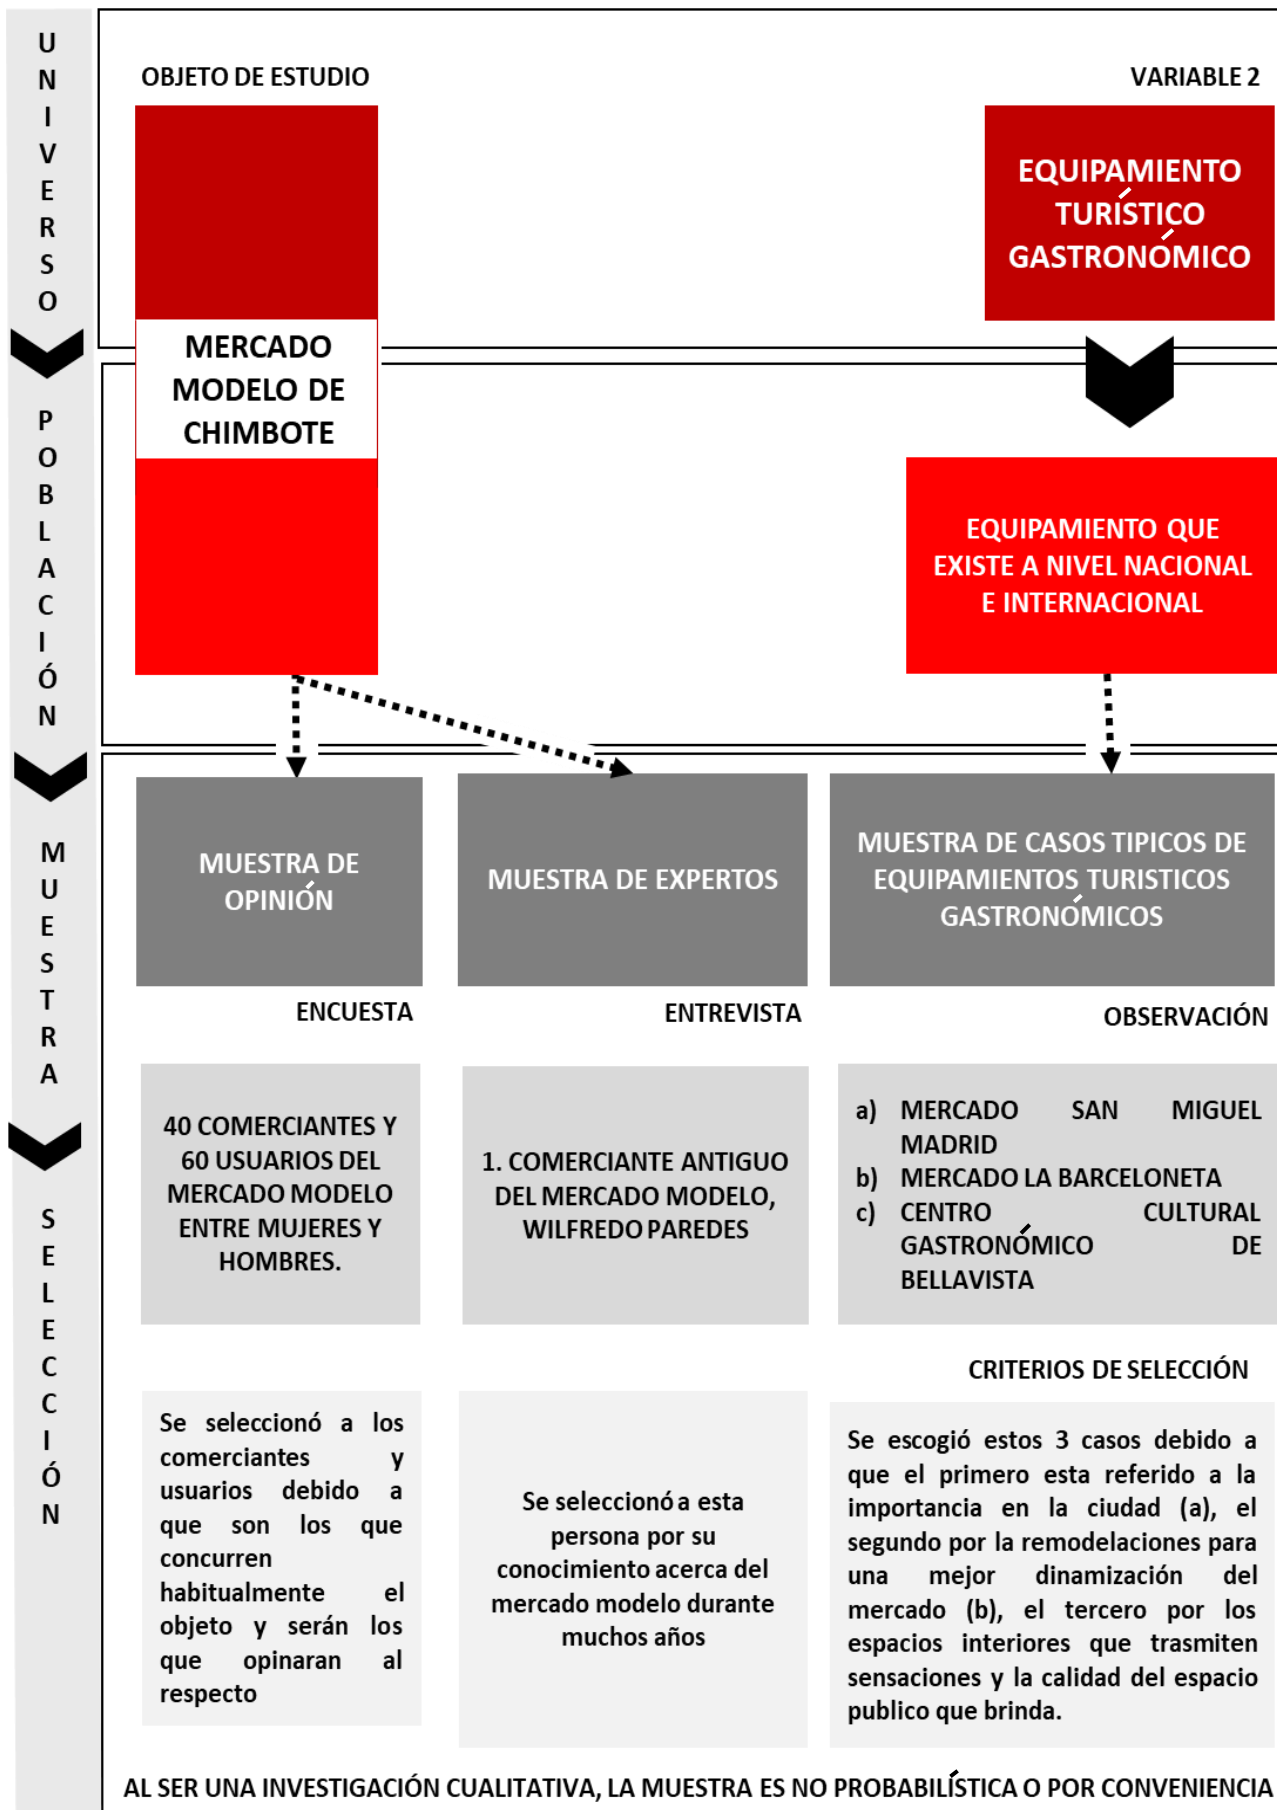 UNIVERSO
POBLACIÓN
MUESTRA
SELECCIÓN
OBJETO DE ESTUDIO
VARIABLE 2
MERCADO
MODELO DE
CHIMBOTE
EQUIPAMIENTO
TURÍSTICO
GASTRONÓMICO
EQUIPAMIENTO QUE
EXISTE A NIVEL NACIONAL
E INTERNACIONAL
MUESTRA DE
OPINIÓN
MUESTRA DE EXPERTOS
MUESTRA DE CASOS TIPICOS DE
EQUIPAMIENTOS TURISTICOS
GASTRONÓMICOS
ENCUESTA
ENTREVISTA
OBSERVACIÓN
40 COMERCIANTES Y
60 USUARIOS DEL
MERCADO MODELO
ENTRE MUJERES Y
HOMBRES.
1. COMERCIANTE ANTIGUO
DEL MERCADO MODELO,
WILFREDO PAREDES
a) MERCADO SAN MIGUEL
MADRID
b) MERCADO LA BARCELONETA
c) CENTRO CULTURAL
GASTRONÓMICO DE
BELLAVISTA
CRITERIOS DE SELECCIÓN
Se seleccionó a los
comerciantes y
usuarios debido a
que son los que
concurren
habitualmente el
objeto y serán los
que opinaran al
respecto
Se seleccionó a esta
persona por su
conocimiento acerca del
mercado modelo durante
muchos años
Se escogió estos 3 casos debido a
que el primero esta referido a la
importancia en la ciudad (a), el
segundo por la remodelaciones para
una mejor dinamización del
mercado (b), el tercero por los
espacios interiores que trasmiten
sensaciones y la calidad del espacio
publico que brinda.
AL SER UNA INVESTIGACIÓN CUALITATIVA, LA MUESTRA ES NO PROBABILÍSTICA O POR CONVENIENCIA